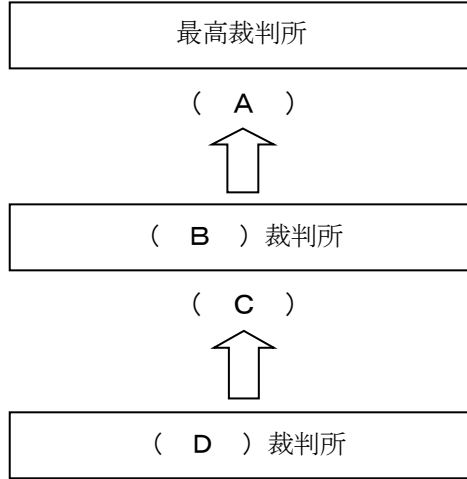 最高裁判所
（　Ａ　）
（　Ｂ　）裁判所
（　Ｃ　）
（　Ｄ　）裁判所